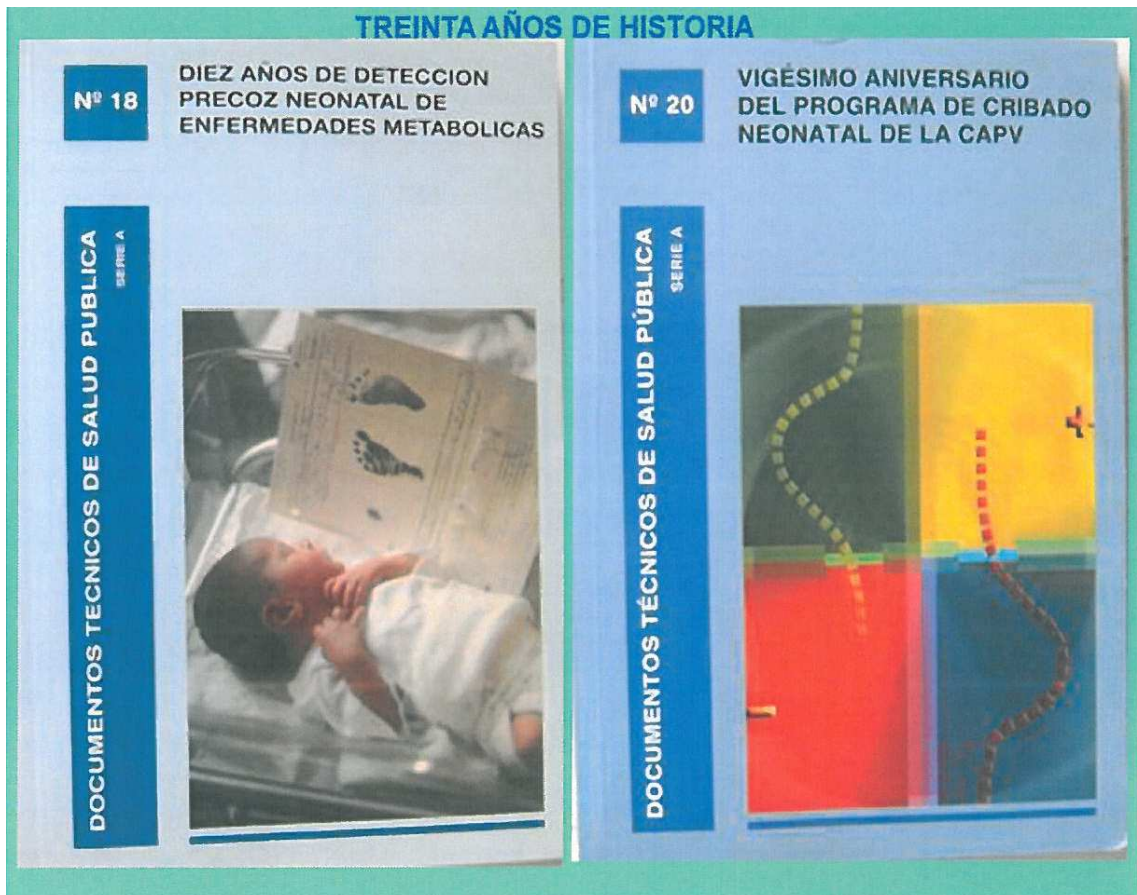 TREINTA AÑOS DE HISTORIA
Nº 18
DIEZ AÑOS DE DETECCION
PRECOZ NEONATAL DE
ENFERMEDADES METABOLICAS
DOCUMENTOS TECNICOS DE SALUD PUBLICA
SERIE A
Nº 20
VIGÉSIMO ANIVERSARIO
DEL PROGRAMA DE CRIBADO
NEONATAL DE LA CAPV
DOCUMENTOS TÉCNICOS DE SALUD PÚBLICA
SERIE A